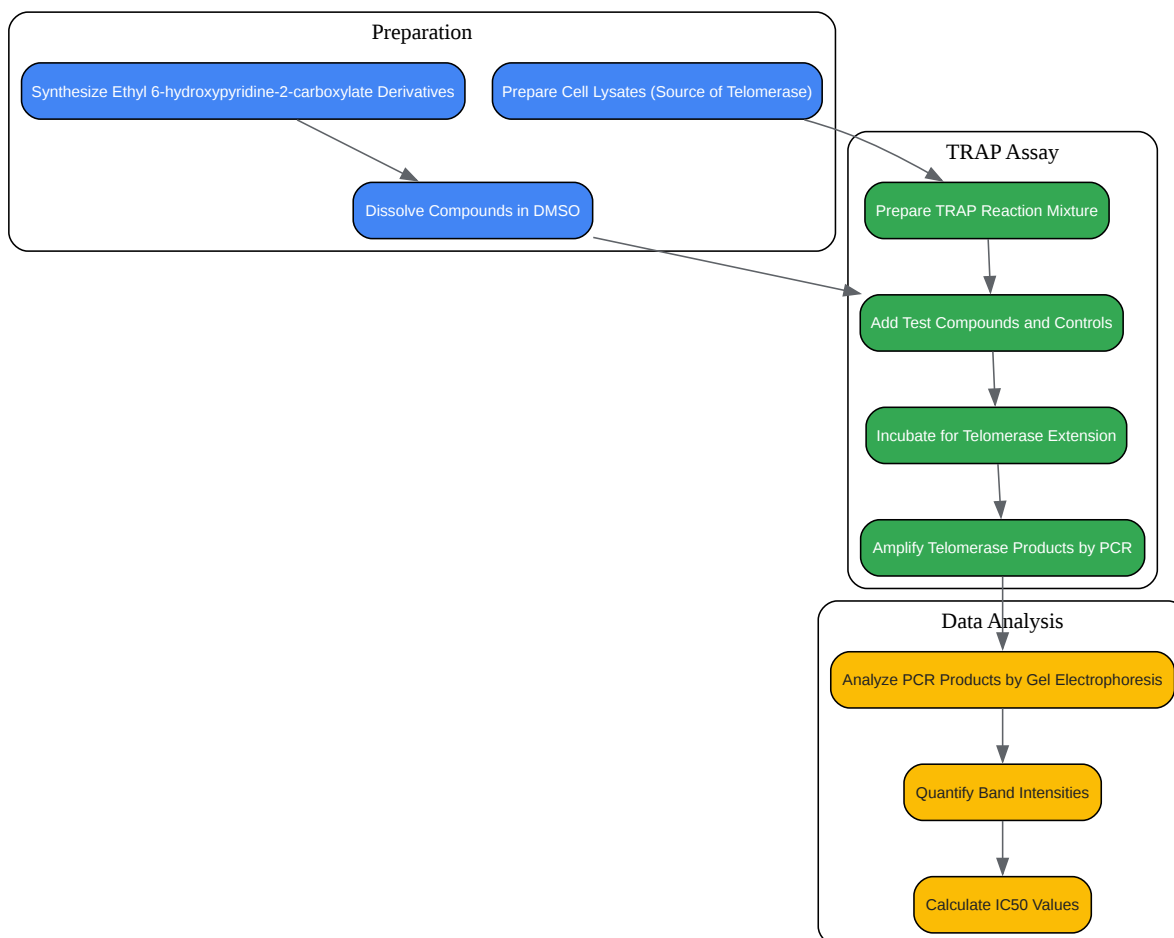 Preparation
Synthesize Ethyl 6-hydroxypyridine-2-carboxylate Derivatives
Prepare Cell Lysates (Source of Telomerase)
Dissolve Compounds in DMSO
TRAP Assay
Prepare TRAP Reaction Mixture
Add Test Compounds and Controls
Incubate for Telomerase Extension
Amplify Telomerase Products by PCR
Data Analysis
Analyze PCR Products by Gel Electrophoresis
Quantify Band Intensities
Calculate IC50 Values